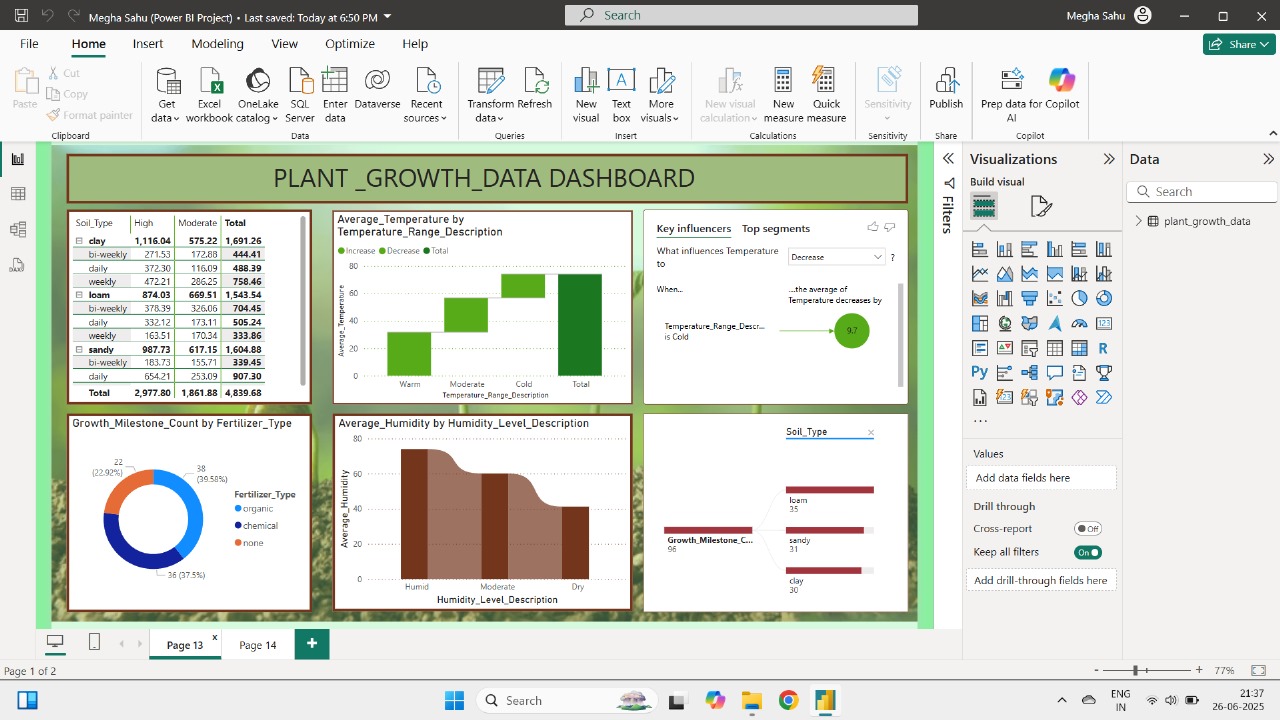 Megha Sahu (Power BI Project) • Last saved: Today at 6:50 PM
Search
Megha Sahu
File Home Insert Modeling View Optimize Help
Share
Paste
Cut
Copy
Format painter
Get data
Excel workbook
OneLake catalog
SQL Server
Enter data
Dataverse
Recent sources
Transform data
Refresh
New visual
Text box
More visuals
New visual calculation
New measure
Quick measure
Sensitivity
Publish
Prep data for AI
Copilot
Clipboard
Data
Queries
Insert
Calculations
Sensitivity
Share
Copilot
PLANT _GROWTH_DATA DASHBOARD
Soil_Type High Moderate Total
clay 1,116.04 575.22 1,691.26
bi-weekly 271.53 172.88 444.41
daily 372.30 116.09 488.39
weekly 472.21 286.25 758.46
loam 874.03 669.51 1,543.54
bi-weekly 378.39 326.06 704.45
daily 332.12 173.11 505.24
weekly 163.51 170.34 333.86
sandy 987.73 617.15 1,604.88
bi-weekly 183.73 155.71 339.45
daily 654.21 253.09 907.30
Total 2,977.80 1,861.88 4,839.68
Average_Temperature by
Temperature_Range_Description
Increase Decrease Total
Average_Temperature
80
60
40
20
0
Warm Moderate Cold Total
Temperature_Range_Description
Key influencers Top segments
What influences Temperature
to
Decrease
?
When...
...the average of
Temperature decreases by
Temperature_Range_Descr...
is Cold
9.7
Growth_Milestone_Count by Fertilizer_Type
22
(22.92%)
38
(39.58%)
36 (37.5%)
Fertilizer_Type
organic
chemical
none
Average_Humidity by Humidity_Level_Description
Average_Humidity
80
60
40
20
0
Humid Moderate Dry
Humidity_Level_Description
Soil_Type
Growth_Milestone_C...
96
loam
35
sandy
31
clay
30
Filters
Visualizations
Build visual
R
Py
123
Values
Add data fields here
Drill through
Cross-report
Off
Keep all filters
On
Add drill-through fields here
Data
Search
plant_growth_data
Page 13
x
Page 14
+
Page 1 of 2
- + 77%
Search
ENG
IN
21:37
26-06-2025